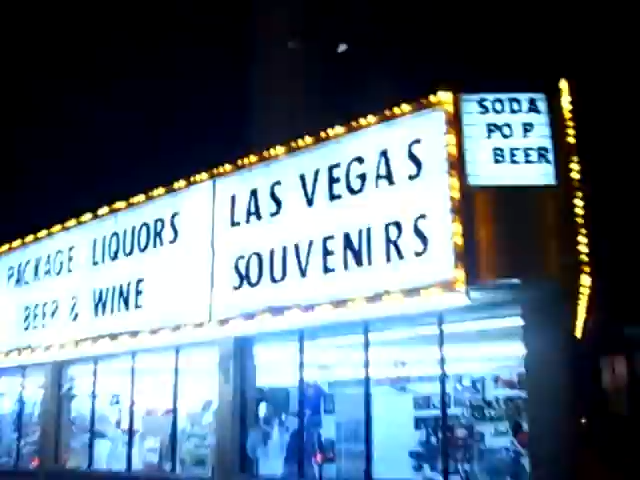 PACKAGE LIQUORS
BEER & WINE
LAS VEGAS
SOUVENIRS
SODA
POP
BEER